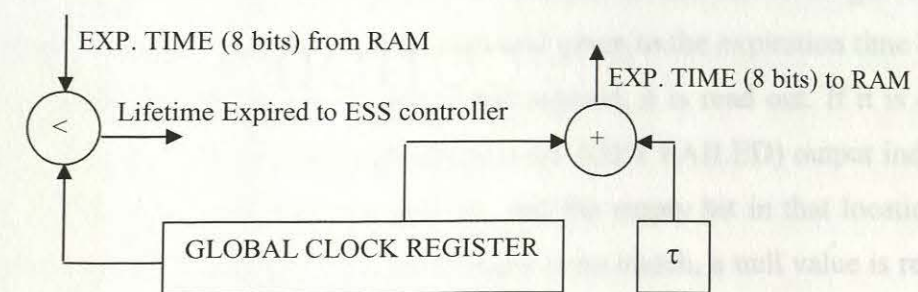 EXP. TIME (8 bits) from RAM
EXP. TIME (8 bits) to RAM
<
Lifetime Expired to ESS controller
+
GLOBAL CLOCK REGISTER
τ